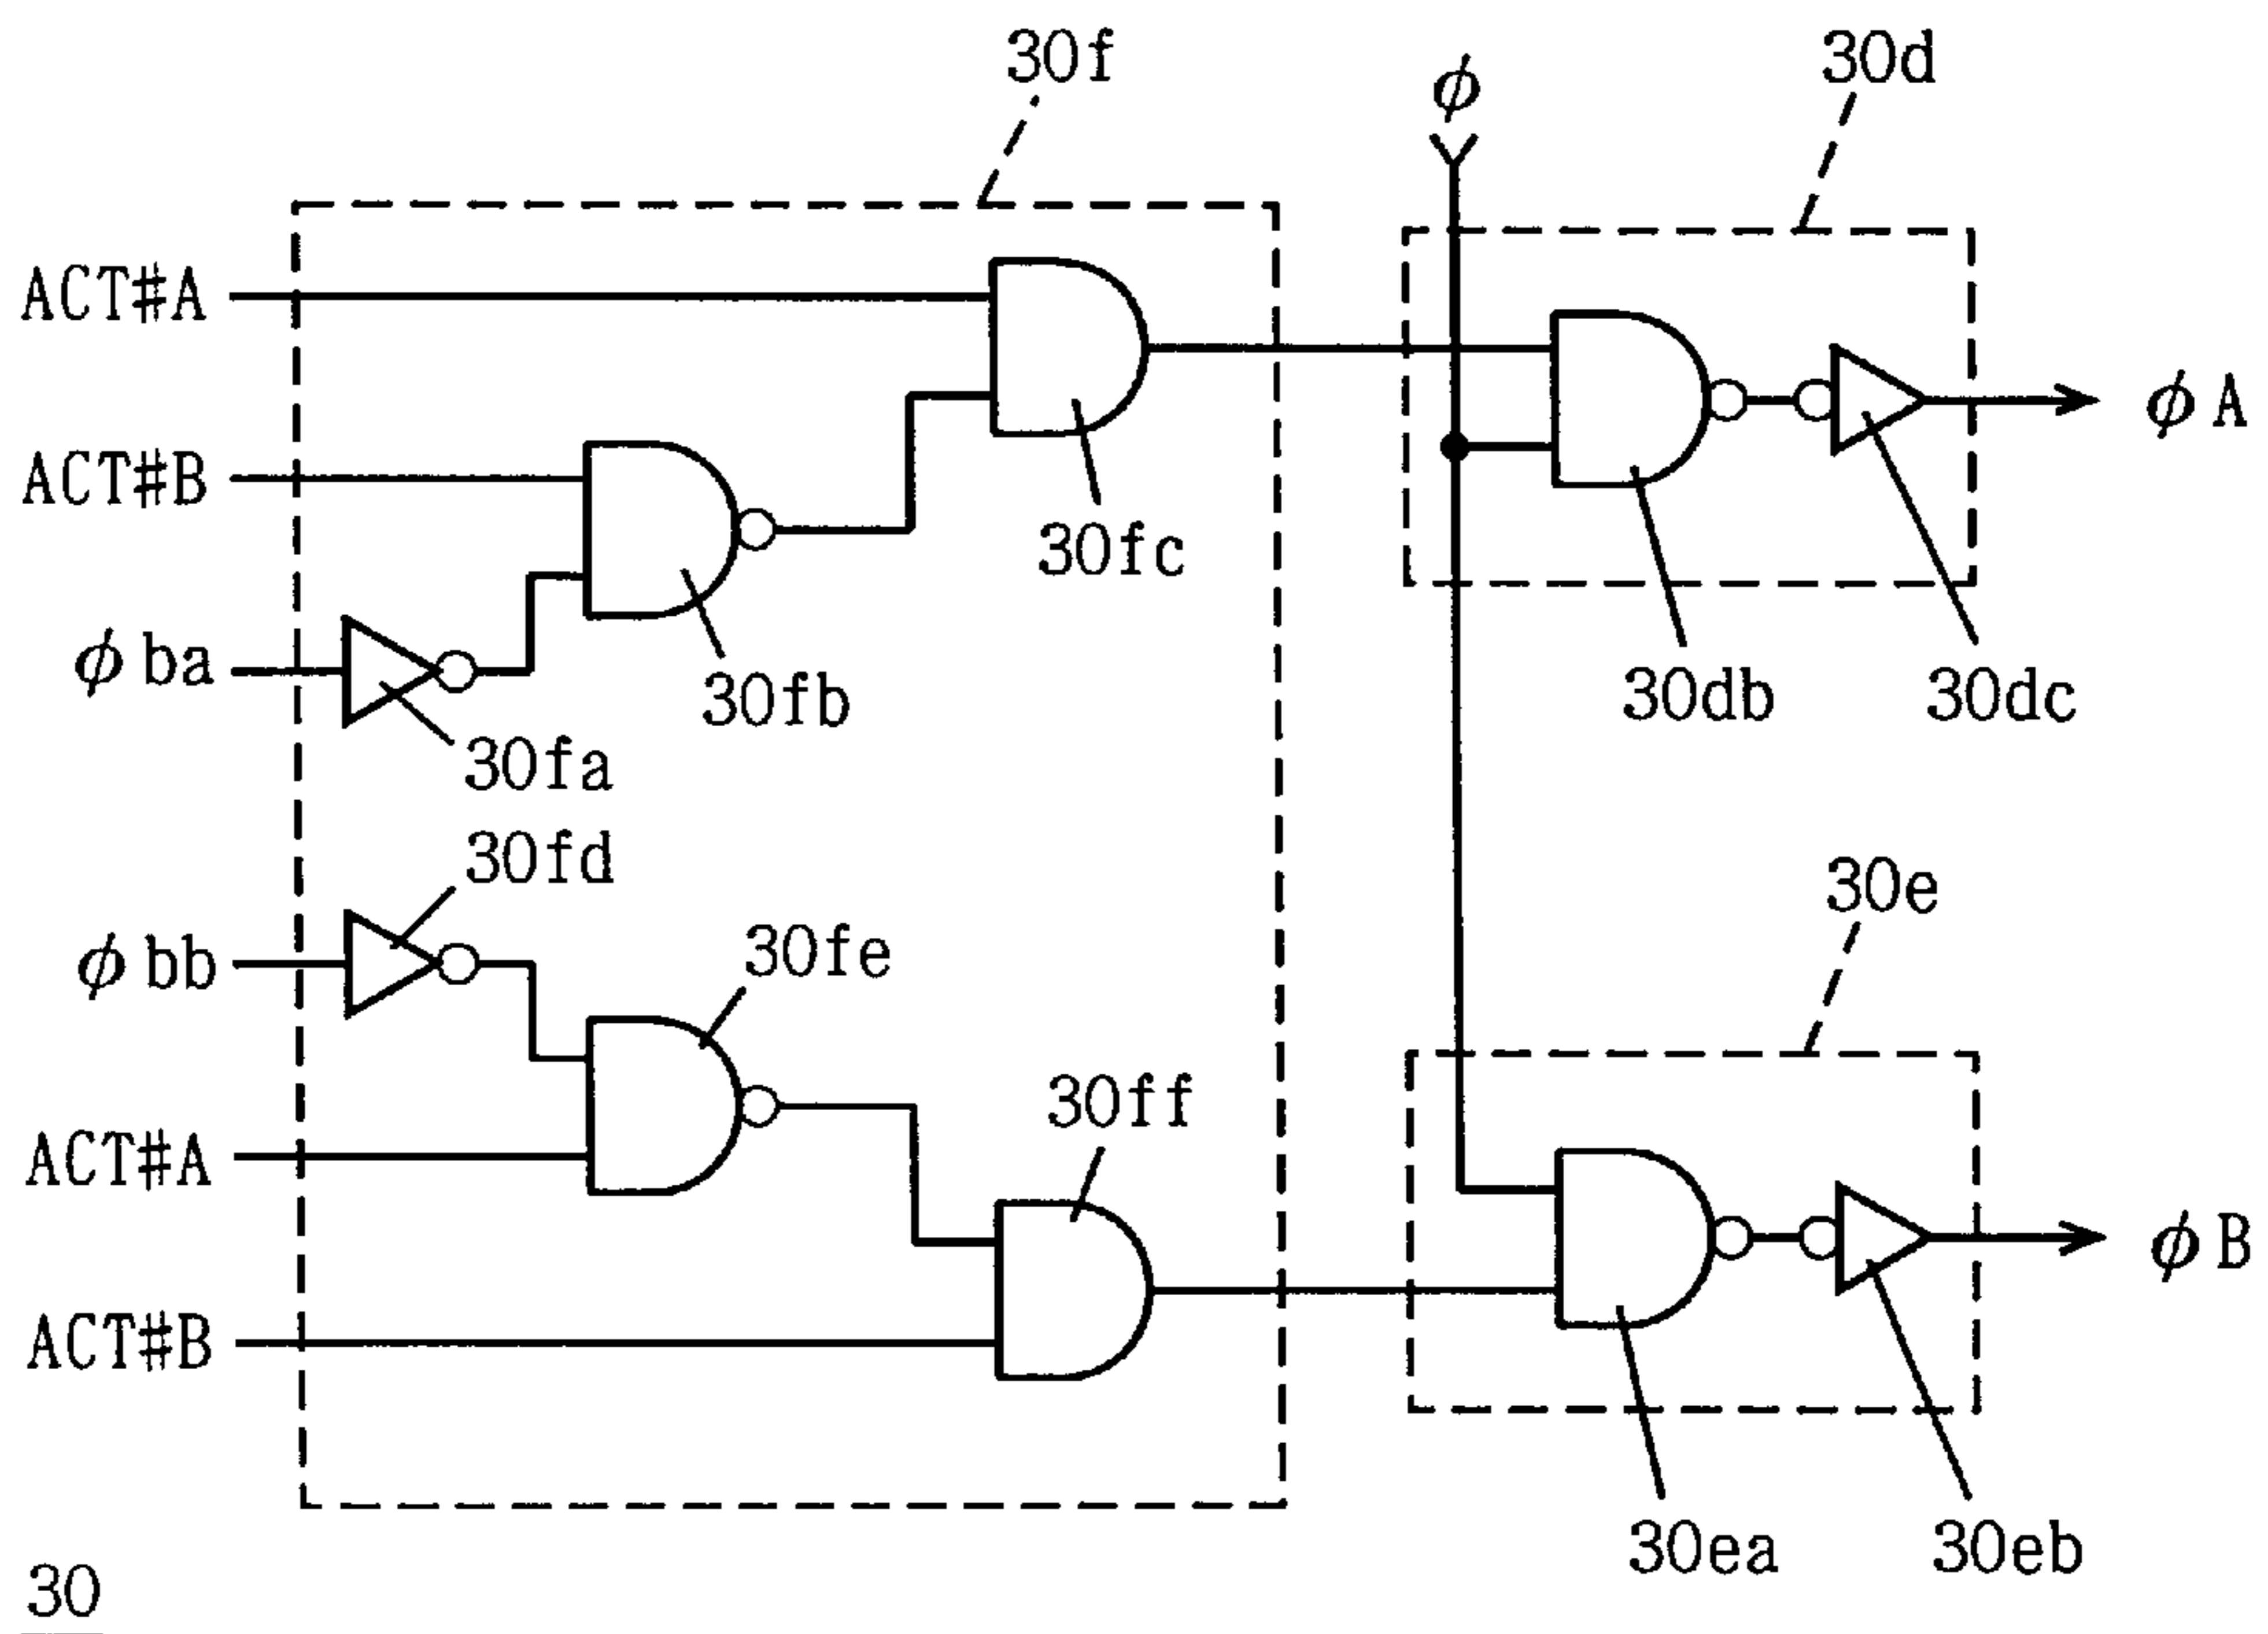 30f
ϕ
30d
ACT#A
ACT#B
30fc
ϕA
ϕba
30fb
30db
30dc
30fa
30fd
30e
ϕbb
30fe
30ff
ACT#A
ϕB
ACT#B
30ea
30eb
30